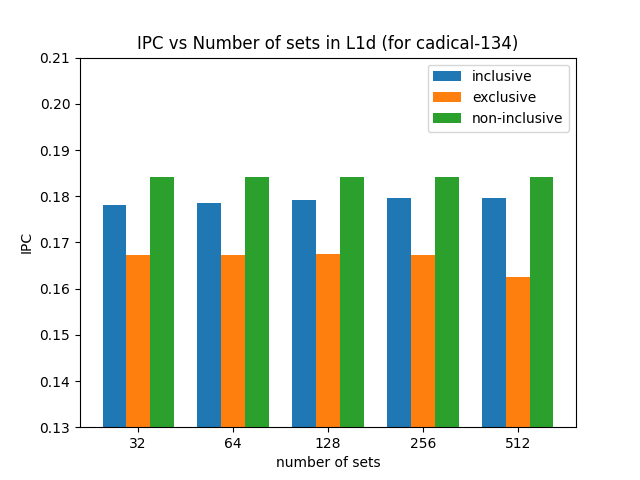 IPC vs Number of sets in L1d (for cadical-134)
inclusive
exclusive
non-inclusive
0.21
0.20
0.19
0.18
0.17
0.16
0.15
0.14
0.13
IPC
32 64 128 256 512
number of sets